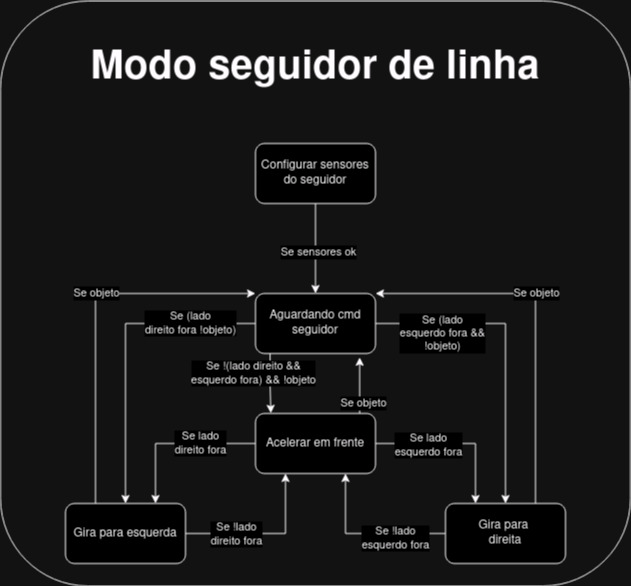 Modo seguidor de linha
Configurar sensores
do seguidor
Se sensores ok
Se objeto
Se objeto
Aguardando cmd
seguidor
Se (lado
direito fora !objeto)
Se (lado
esquerdo fora &&
!objeto)
Se !(lado direito &&
esquerdo fora) && !objeto
Se objeto
Se lado
direito fora
Acelerar em frente
Se lado
esquerdo fora
Gira para esquerda
Se !lado
direito fora
Se !lado
esquerdo fora
Gira para
direita